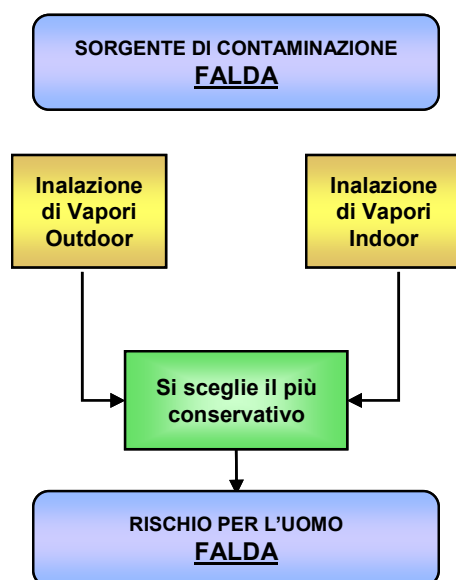 SORGENTE DI CONTAMINAZIONE
FALDA
Inalazione
di Vapori
Outdoor
Inalazione
di Vapori
Indoor
Si sceglie il più
conservativo
RISCHIO PER L'UOMO
FALDA